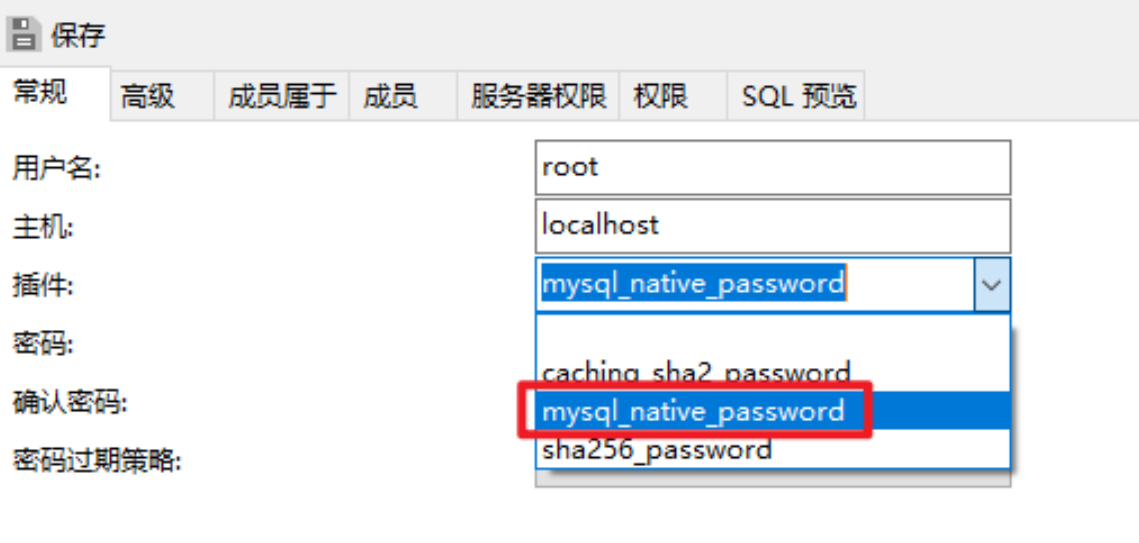 保存
常规 高级 成员属于 成员 服务器权限 权限 SQL 预览
用户名: root
主机: localhost
插件: mysql_native_password
密码:
caching_sha2_password
确认密码: mysql_native_password
密码过期策略: sha256_password